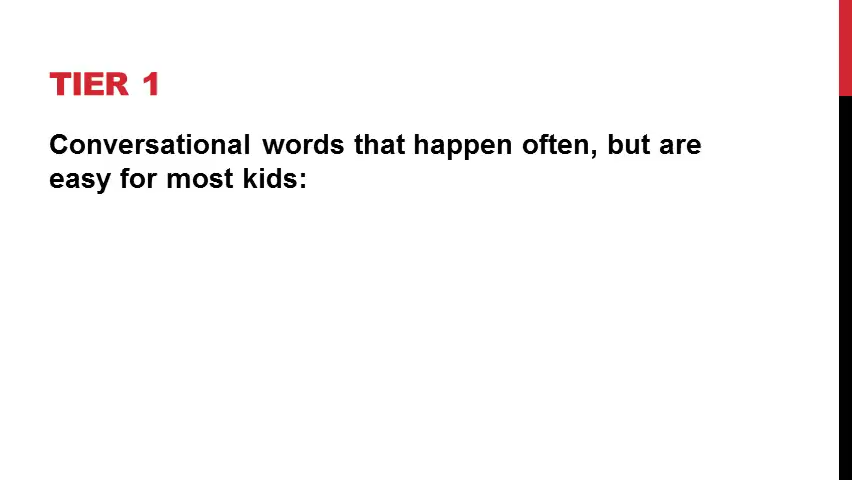 TIER 1
Conversational words that happen often, but are
easy for most kids: